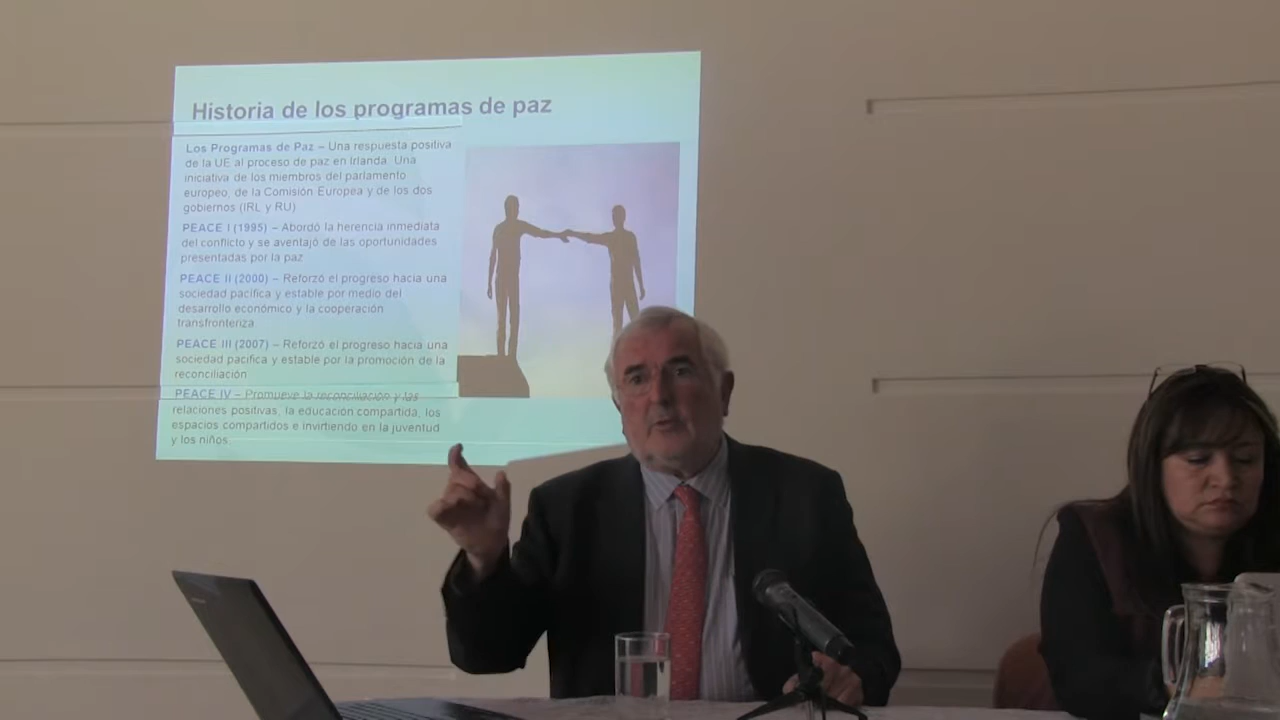 Historia de los programas de paz
Los Programas de Paz – Una respuesta positiva
de la UE al proceso de paz en Irlanda. Una
iniciativa de los miembros del parlamento
europeo, de la Comisión Europea y de los dos
gobiernos (IRL y RU)
PEACE I (1995) – Abordó la herencia inmediata
del conflicto y se aventajó de las oportunidades
presentadas por la paz
PEACE II (2000) – Reforzó el progreso hacia una
sociedad pacífica y estable por medio del
desarrollo económico y la cooperación
transfronteriza
PEACE III (2007) – Reforzó el progreso hacia una
sociedad pacifica y estable por la promoción de la
reconciliación
PEACE IV – Promueve la reconciliación y las
relaciones positivas, la educación compartida, los
espacios compartidos e invirtiendo en la juventud
y los niños.